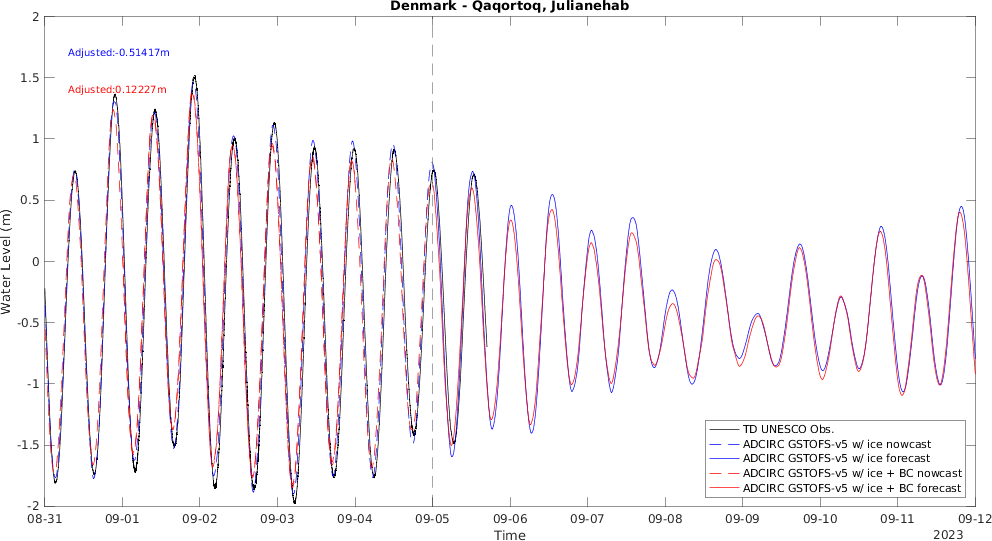 Denmark - Qaqortoq, Julianehab
Adjusted:-0.51417m
Adjusted:0.12227m
Water Level (m)
2
1.5
1
0.5
0
-0.5
-1
-1.5
-2
08-31 09-01 09-02 09-03 09-04 09-05 09-06 09-07 09-08 09-09 09-10 09-11 09-12
Time
2023
TD UNESCO Obs.
ADCIRC GSTOFS-v5 w/ ice nowcast
ADCIRC GSTOFS-v5 w/ ice forecast
ADCIRC GSTOFS-v5 w/ ice + BC nowcast
ADCIRC GSTOFS-v5 w/ ice + BC forecast